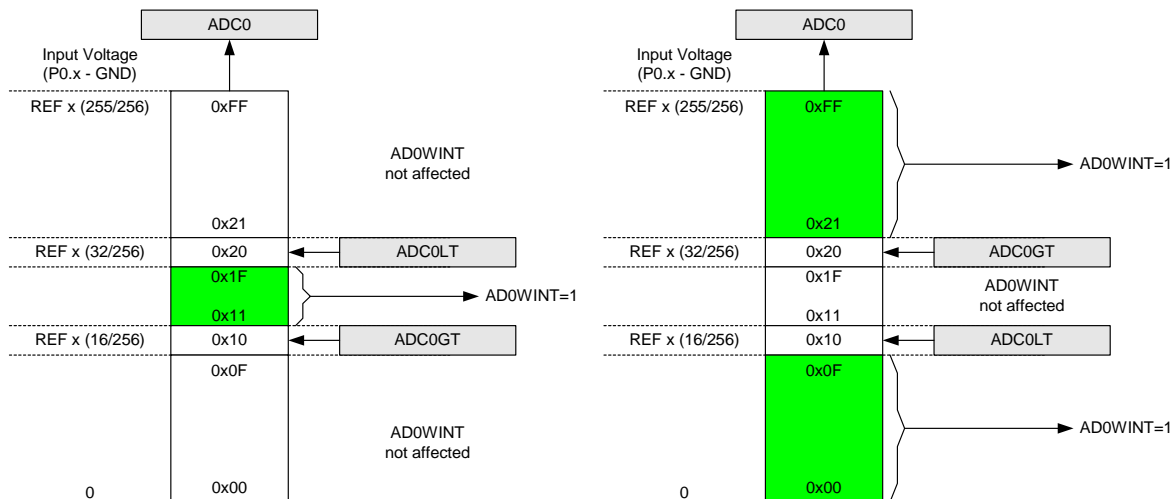 ADC0
Input Voltage
(P0.x - GND)
REF x (255/256)
0xFF
AD0WINT
not affected
0x21
REF x (32/256)
0x20
ADC0LT
0x1F
AD0WINT=1
0x11
REF x (16/256)
0x10
ADC0GT
0x0F
AD0WINT
not affected
0
0x00
ADC0
Input Voltage
(P0.x - GND)
REF x (255/256)
0xFF
AD0WINT=1
0x21
REF x (32/256)
0x20
ADC0GT
0x1F
AD0WINT
not affected
0x11
REF x (16/256)
0x10
ADC0LT
0x0F
AD0WINT=1
0
0x00